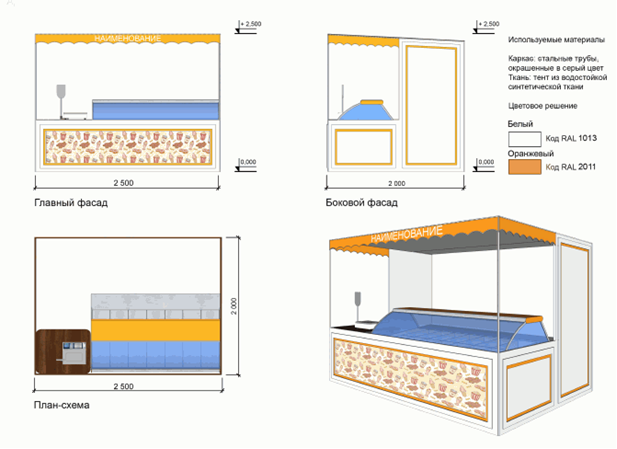 + 2.500
+ 2.500
НАИМЕНОВАНИЕ
0,000
0,000
2 500
2 000
Главный фасад
Боковой фасад
Используемые материалы
Каркас: стальные трубы,
окрашенные в серый цвет
Ткань: тент из водостойкой
синтетической ткани
Цветовое решение
Белый
Код RAL 1013
Оранжевый
Код RAL 2011
2 000
2 500
План-схема
НАИМЕНОВАНИЕ